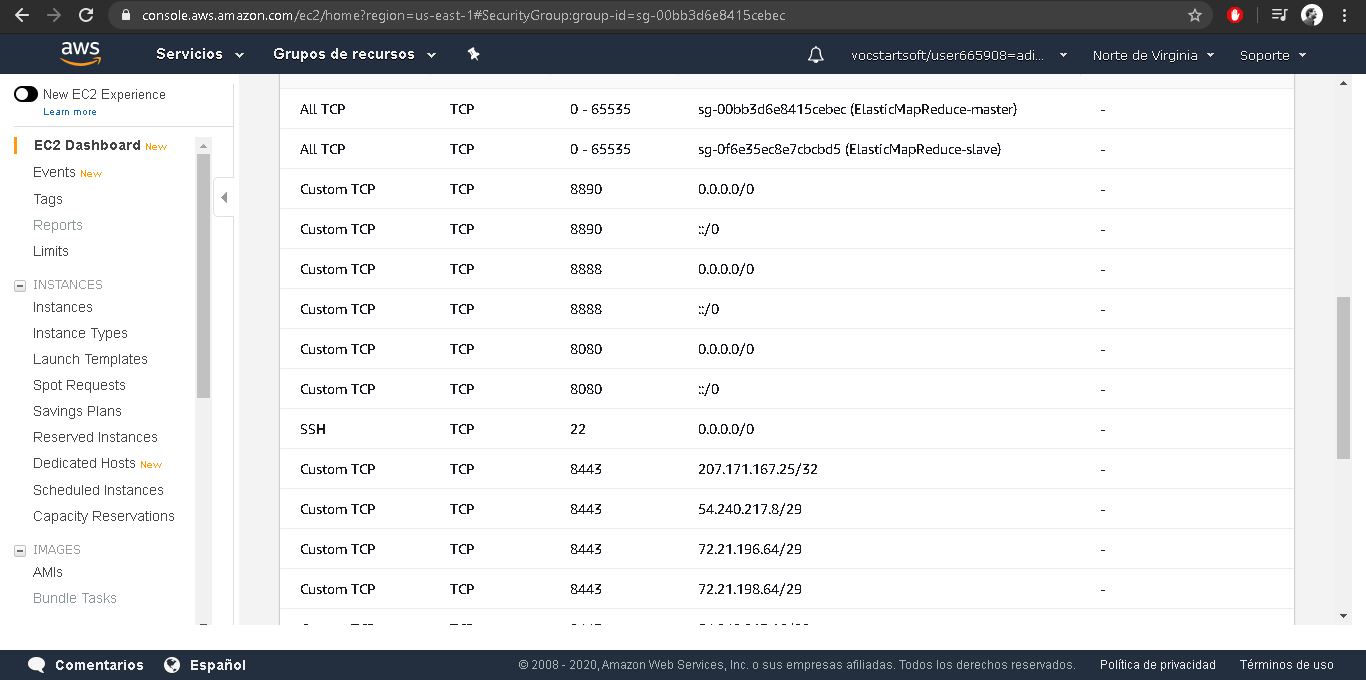 console.aws.amazon.com/ec2/home?region=us-east-1#SecurityGroup:group-id=sg-00bb3d6e8415cebec
aws Servicios Grupos de recursos vocstartsoft/user665908=adi... Norte de Virginia Soporte
New EC2 Experience
Learn more
EC2 Dashboard New
Events New
Tags
Reports
Limits
INSTANCES
Instances
Instance Types
Launch Templates
Spot Requests
Savings Plans
Reserved Instances
Dedicated Hosts New
Scheduled Instances
Capacity Reservations
IMAGES
AMIs
Bundle Tasks
All TCP TCP 0 - 65535 sg-00bb3d6e8415cebec (ElasticMapReduce-master) -
All TCP TCP 0 - 65535 sg-0f6e35ec8e7cbcbd5 (ElasticMapReduce-slave) -
Custom TCP TCP 8890 0.0.0.0/0 -
Custom TCP TCP 8890 ::/0 -
Custom TCP TCP 8888 0.0.0.0/0 -
Custom TCP TCP 8888 ::/0 -
Custom TCP TCP 8080 0.0.0.0/0 -
Custom TCP TCP 8080 ::/0 -
SSH TCP 22 0.0.0.0/0 -
Custom TCP TCP 8443 207.171.167.25/32 -
Custom TCP TCP 8443 54.240.217.8/29 -
Custom TCP TCP 8443 72.21.196.64/29 -
Custom TCP TCP 8443 72.21.198.64/29 -
Comentarios Español © 2008 - 2020, Amazon Web Services, Inc. o sus empresas afiliadas. Todos los derechos reservados. Política de privacidad Términos de uso